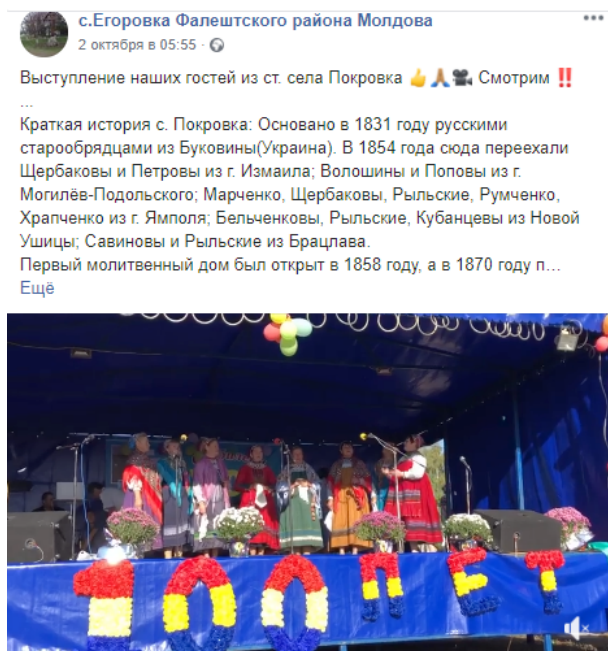 с.Егоровка Фалештского района Молдова
2 октября в 05:55 ·
Выступление наших гостей из ст. села Покровка 👍🙏🎥 Смотрим ‼️
...
Краткая история с. Покровка: Основано в 1831 году русскими
старообрядцами из Буковины(Украина). В 1854 года сюда переехали
Щербаковы и Петровы из г. Измаила; Волошины и Поповы из г.
Могилёв-Подольского; Марченко, Щербаковы, Рыльские, Румченко,
Храпченко из г. Ямполя; Бельченковы, Рыльские, Кубанцевы из Новой
Ушицы; Савиновы и Рыльские из Брацлава.
Первый молитвенный дом был открыт в 1858 году, а в 1870 году п...
Ещё
100 ЛЕТ